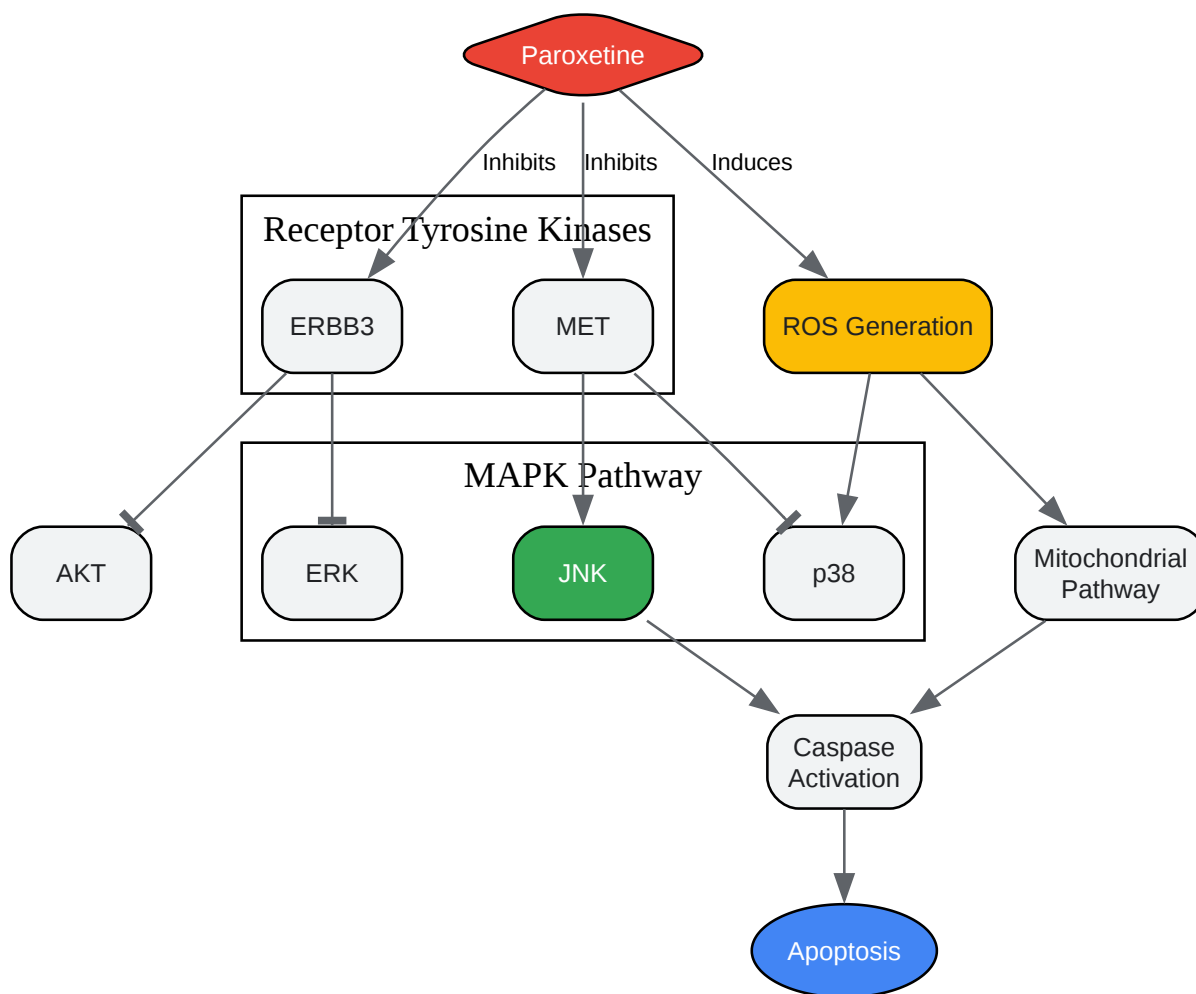 Paroxetine
Inhibits
Inhibits
Induces
Receptor Tyrosine Kinases
ERBB3
MET
ROS Generation
MAPK Pathway
AKT
ERK
JNK
p38
Mitochondrial
Pathway
Caspase
Activation
Apoptosis